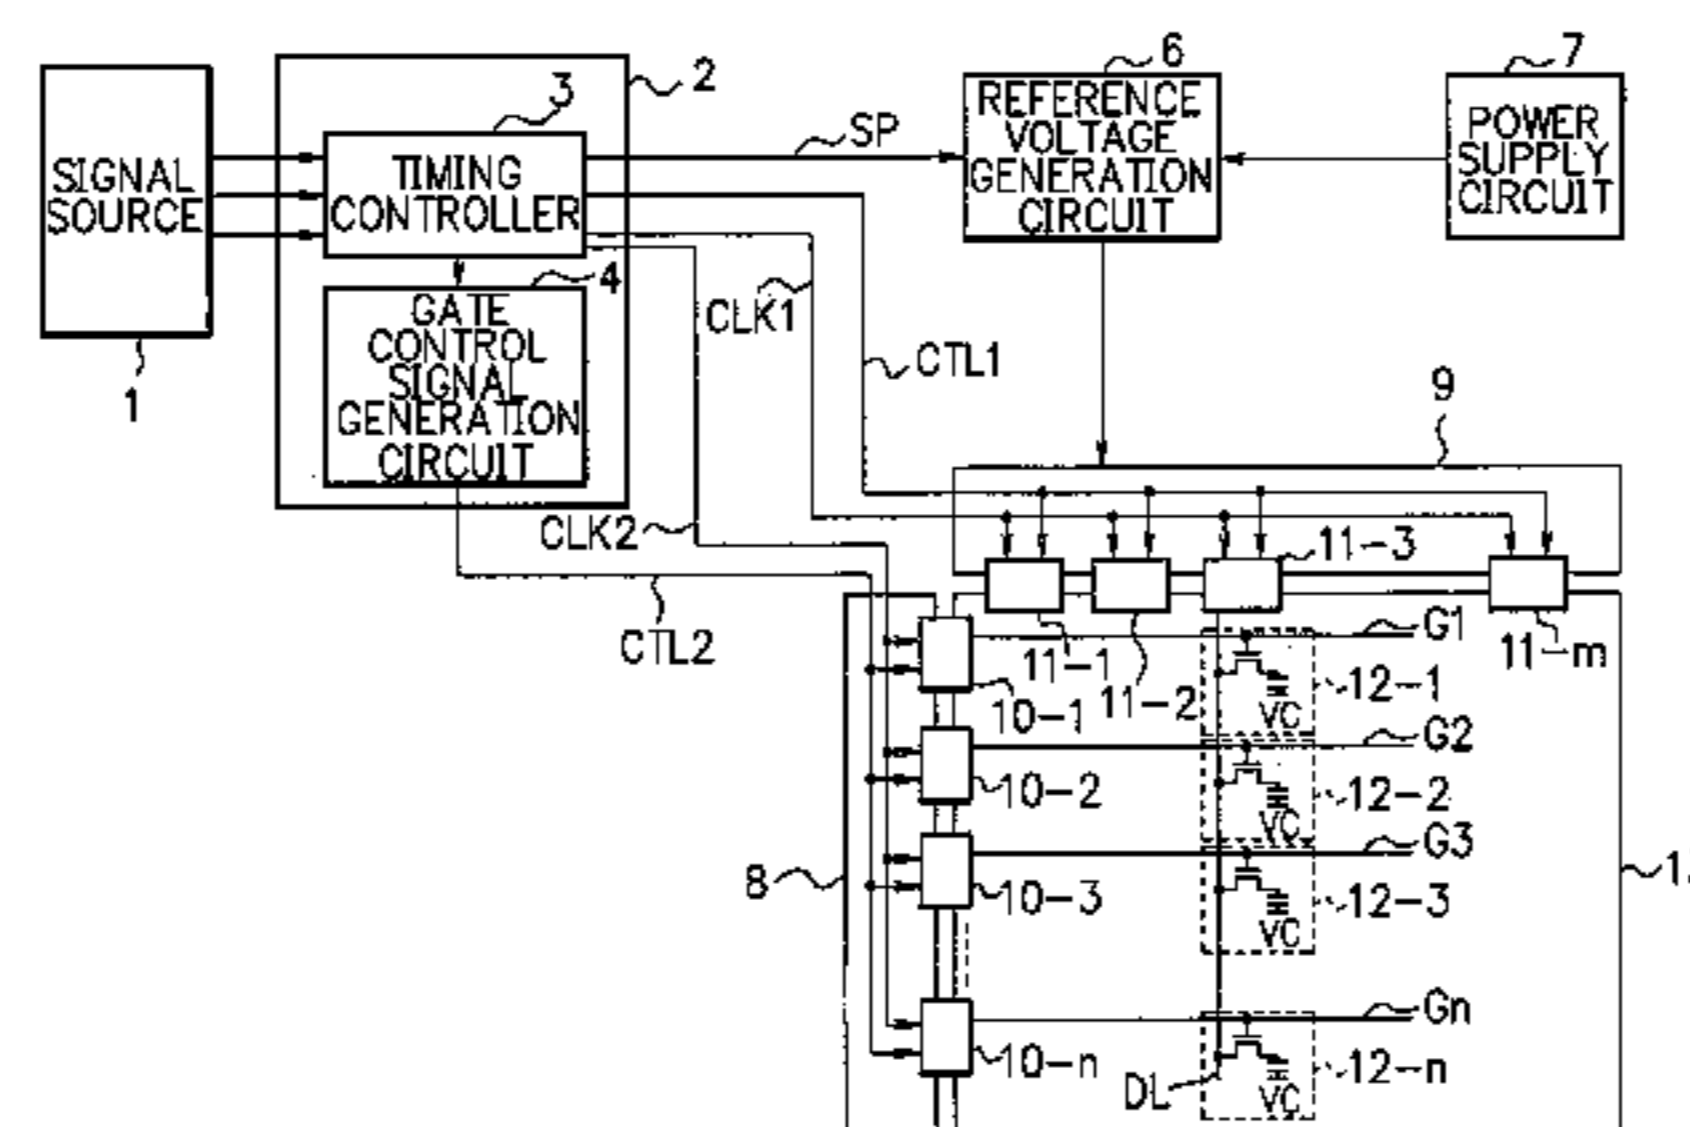 2
6
7
3
SIGNAL
SOURCE
TIMING
CONTROLLER
SP
REFERENCE
VOLTAGE
GENERATION
CIRCUIT
POWER
SUPPLY
CIRCUIT
1
4
GATE
CONTROL
SIGNAL
GENERATION
CIRCUIT
CLK1
CTL1
9
CLK2
CTL2
11-3
11-1
11-2
11-m
G1
10-1
12-1
VC
G2
10-2
12-2
VC
G3
8
10-3
12-3
VC
Gn
10-n
12-n
VC
DL